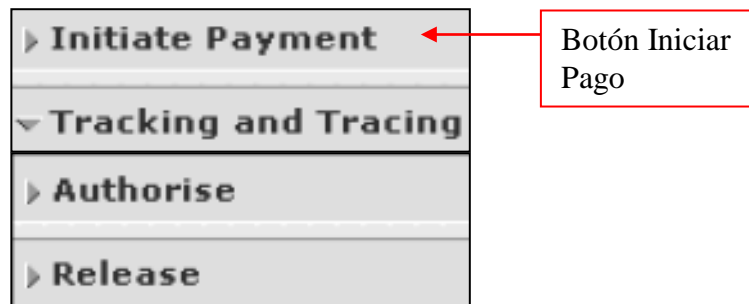 Initiate Payment
Botón Iniciar
Pago
Tracking and Tracing
Authorise
Release